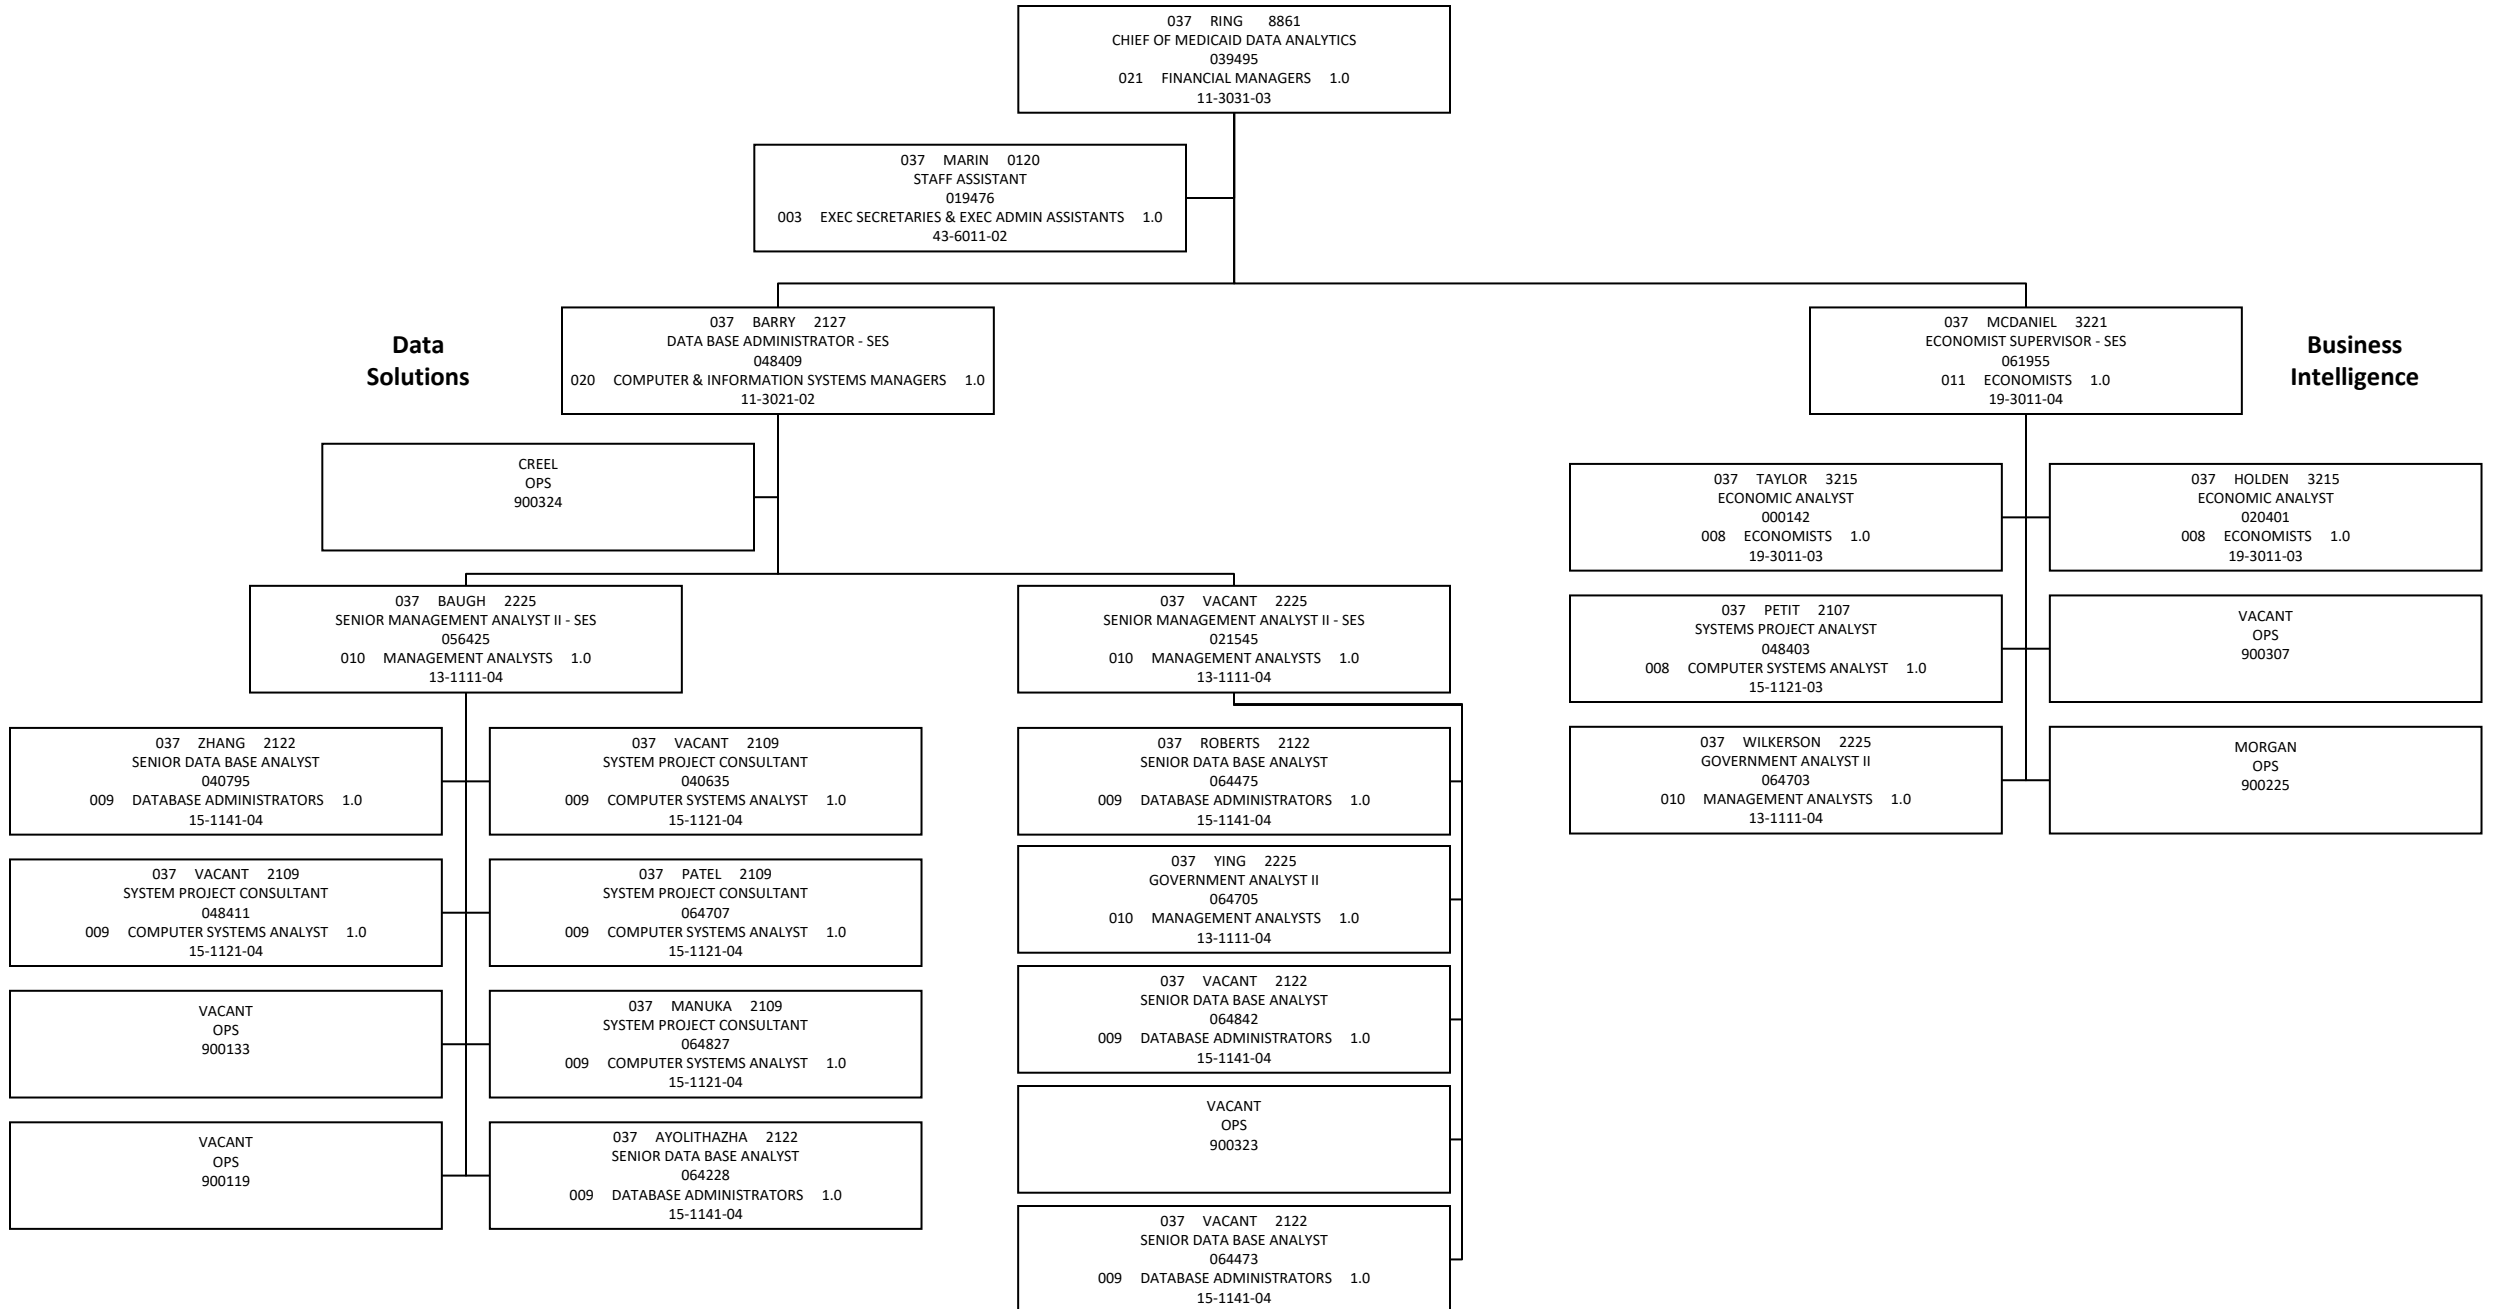 037 RING 8861
CHIEF OF MEDICAID DATA ANALYTICS
039495
021 FINANCIAL MANAGERS 1.0
11-3031-03
037 MARIN 0120
STAFF ASSISTANT
019476
003 EXEC SECRETARIES & EXEC ADMIN ASSISTANTS 1.0
43-6011-02
Data
Solutions
037 BARRY 2127
DATA BASE ADMINISTRATOR - SES
048409
020 COMPUTER & INFORMATION SYSTEMS MANAGERS 1.0
11-3021-02
037 MCDANIEL 3221
ECONOMIST SUPERVISOR - SES
061955
011 ECONOMISTS 1.0
19-3011-04
Business
Intelligence
CREEL
OPS
900324
037 TAYLOR 3215
ECONOMIC ANALYST
000142
008 ECONOMISTS 1.0
19-3011-03
037 HOLDEN 3215
ECONOMIC ANALYST
020401
008 ECONOMISTS 1.0
19-3011-03
037 BAUGH 2225
SENIOR MANAGEMENT ANALYST II - SES
056425
010 MANAGEMENT ANALYSTS 1.0
13-1111-04
037 VACANT 2225
SENIOR MANAGEMENT ANALYST II - SES
021545
010 MANAGEMENT ANALYSTS 1.0
13-1111-04
037 PETIT 2107
SYSTEMS PROJECT ANALYST
048403
008 COMPUTER SYSTEMS ANALYST 1.0
15-1121-03
VACANT
OPS
900307
037 ZHANG 2122
SENIOR DATA BASE ANALYST
040795
009 DATABASE ADMINISTRATORS 1.0
15-1141-04
037 VACANT 2109
SYSTEM PROJECT CONSULTANT
040635
009 COMPUTER SYSTEMS ANALYST 1.0
15-1121-04
037 ROBERTS 2122
SENIOR DATA BASE ANALYST
064475
009 DATABASE ADMINISTRATORS 1.0
15-1141-04
037 WILKERSON 2225
GOVERNMENT ANALYST II
064703
010 MANAGEMENT ANALYSTS 1.0
13-1111-04
MORGAN
OPS
900225
037 VACANT 2109
SYSTEM PROJECT CONSULTANT
048411
009 COMPUTER SYSTEMS ANALYST 1.0
15-1121-04
037 PATEL 2109
SYSTEM PROJECT CONSULTANT
064707
009 COMPUTER SYSTEMS ANALYST 1.0
15-1121-04
037 YING 2225
GOVERNMENT ANALYST II
064705
010 MANAGEMENT ANALYSTS 1.0
13-1111-04
VACANT
OPS
900133
037 MANUKA 2109
SYSTEM PROJECT CONSULTANT
064827
009 COMPUTER SYSTEMS ANALYST 1.0
15-1121-04
037 VACANT 2122
SENIOR DATA BASE ANALYST
064842
009 DATABASE ADMINISTRATORS 1.0
15-1141-04
VACANT
OPS
900119
037 AYOLITHAZHA 2122
SENIOR DATA BASE ANALYST
064228
009 DATABASE ADMINISTRATORS 1.0
15-1141-04
VACANT
OPS
900323
037 VACANT 2122
SENIOR DATA BASE ANALYST
064473
009 DATABASE ADMINISTRATORS 1.0
15-1141-04